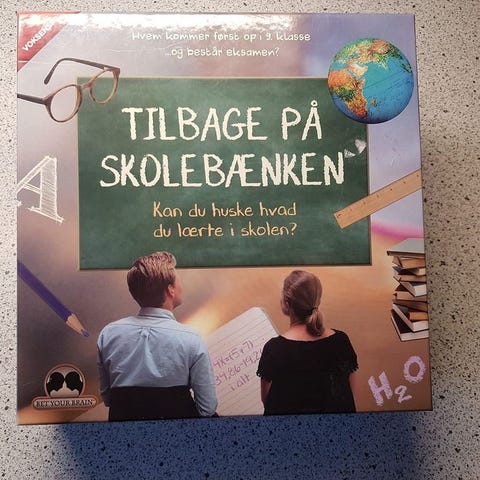 Hvem kommer først op i 9. klasse
...og består eksamen?
TILBAGE PÅ
SKOLEBÆNKEN
Kan du huske hvad
du lærte i skolen?
A
H2O
BET YOUR BRAIN